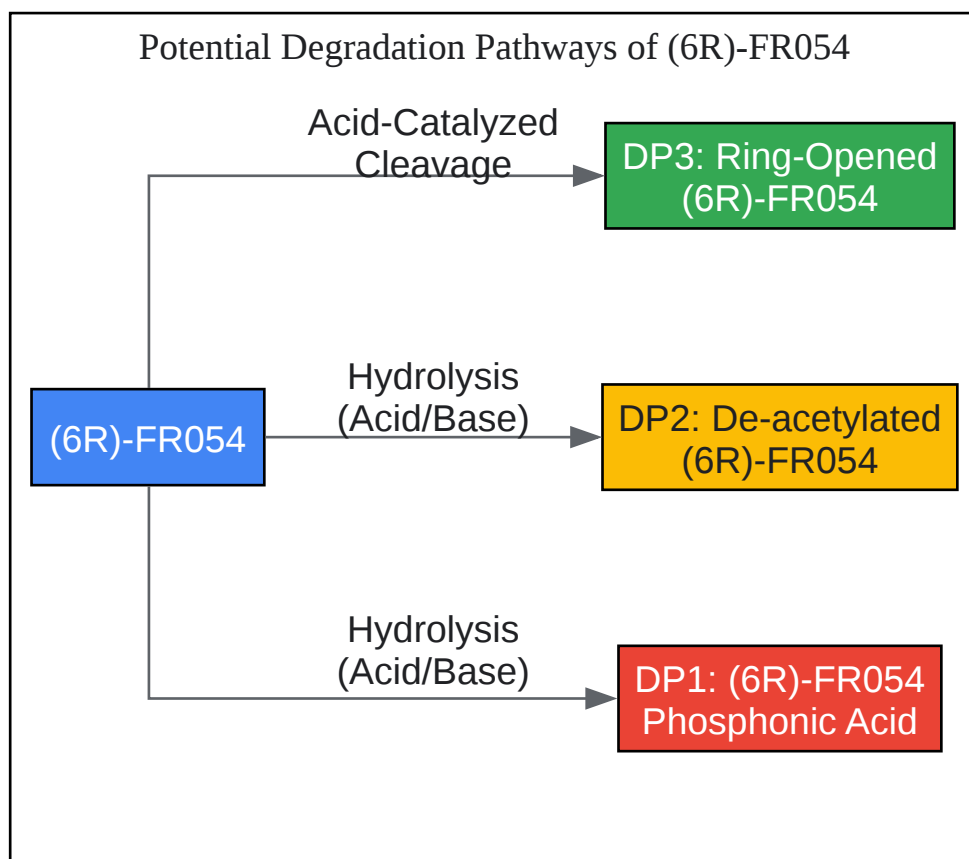 Potential Degradation Pathways of (6R)-FR054
Acid-Catalyzed
Cleavage
DP3: Ring-Opened
(6R)-FR054
(6R)-FR054
Hydrolysis
(Acid/Base)
DP2: De-acetylated
(6R)-FR054
Hydrolysis
(Acid/Base)
DP1: (6R)-FR054
Phosphonic Acid